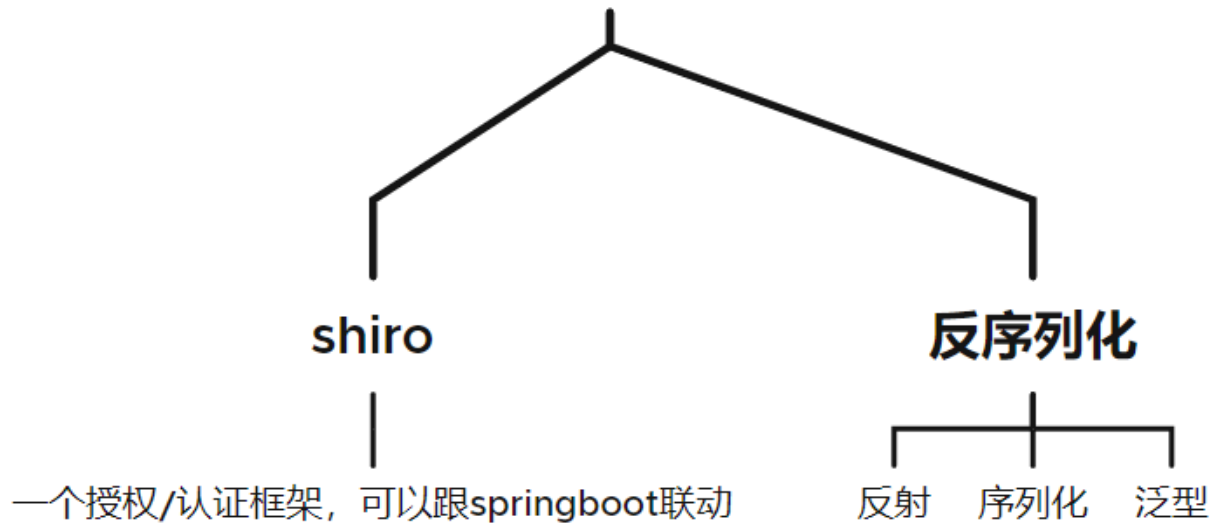 shiro
反序列化
一个授权/认证框架，可以跟springboot联动
反射
序列化
泛型